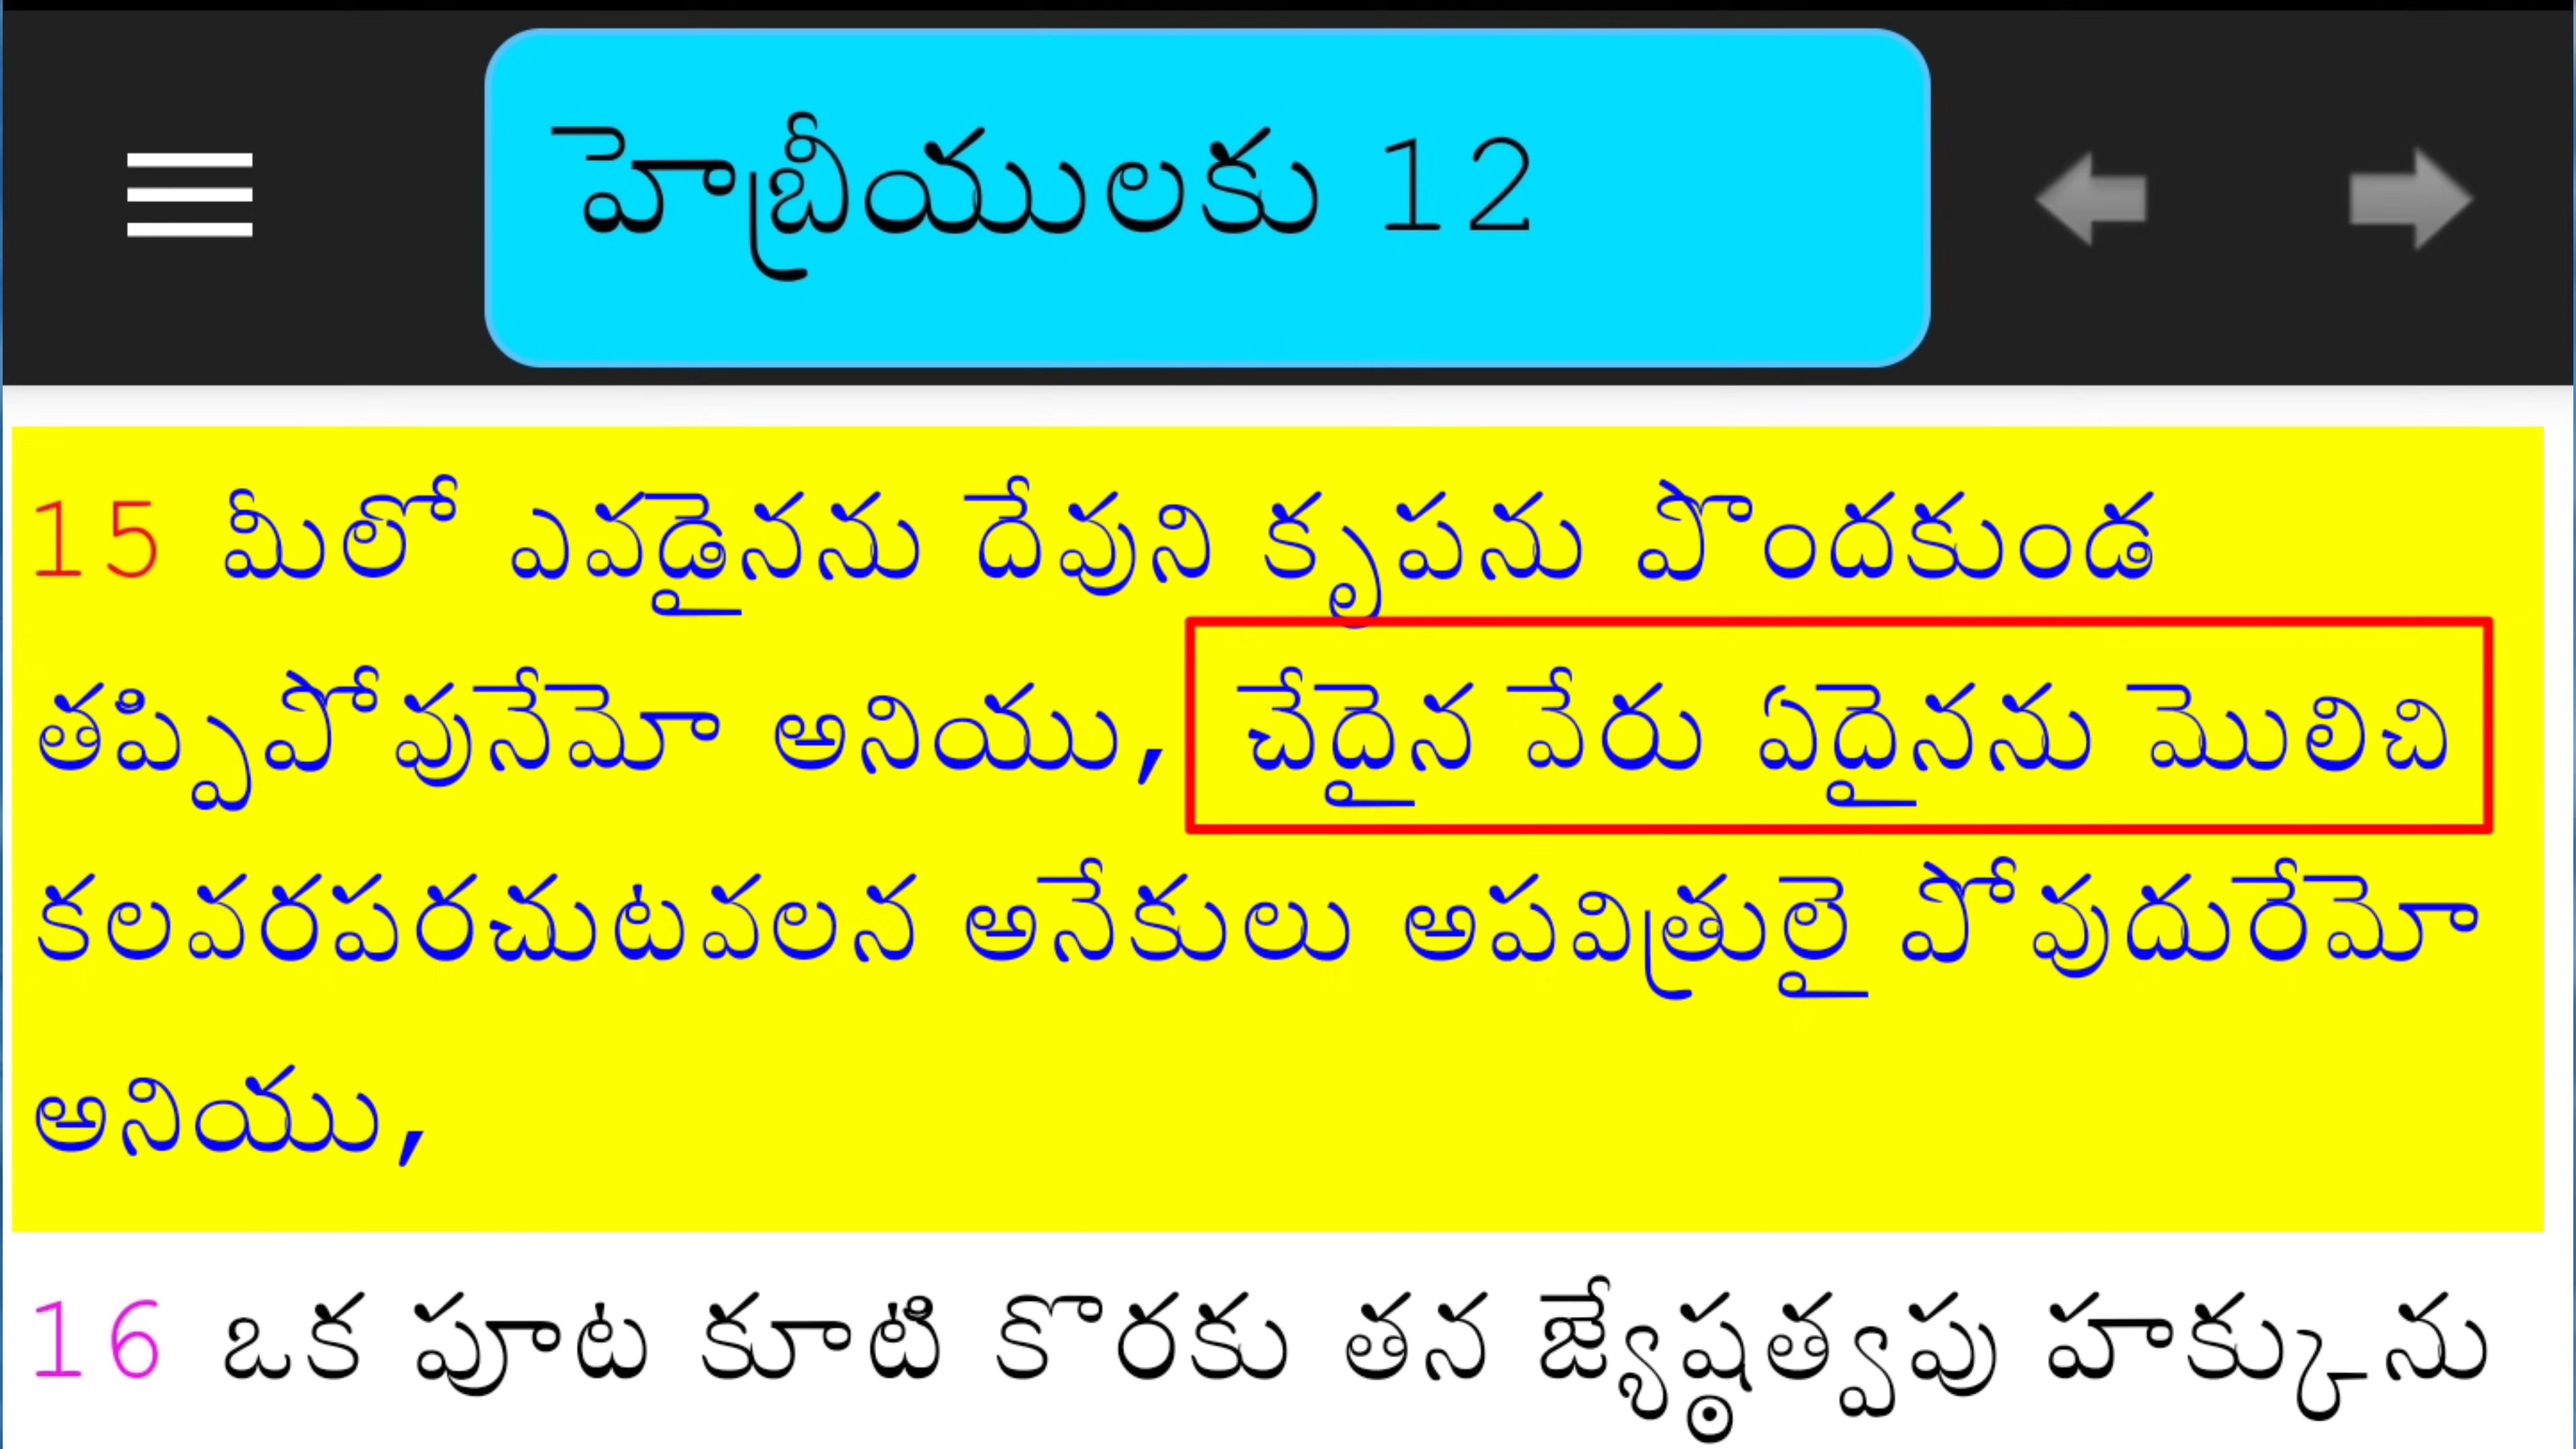 హెబ్రీయులకు 12
15 మీలో ఎవడైనను దేవుని కృపను పొందకుండ
తప్పిపోవునేమో అనియు, చేదైన వేరు ఏదైనను మొలిచి
కలవరపరచుటవలన అనేకులు అపవిత్రులై పోవుదురేమో
అనియు,
16 ఒక పూట కూటి కొరకు తన జ్యేష్ఠత్వపు హక్కును